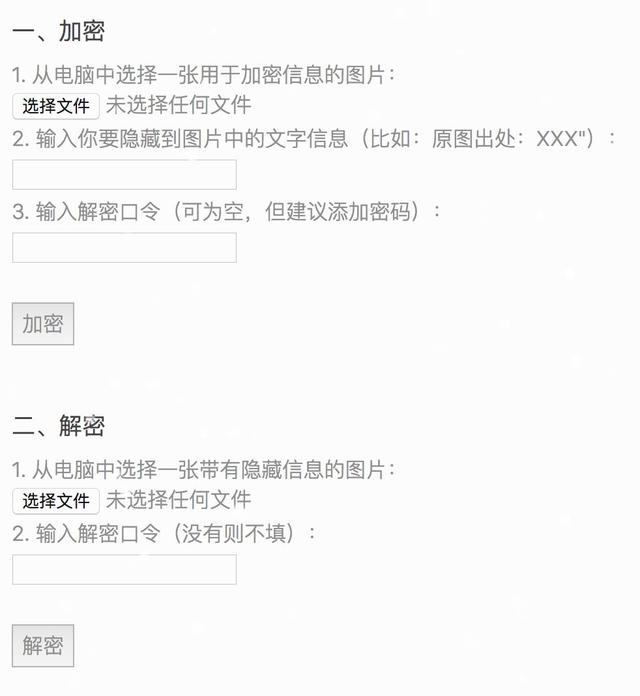 一、加密
1. 从电脑中选择一张用于加密信息的图片：
选择文件 未选择任何文件
2. 输入你要隐藏到图片中的文字信息（比如：原图出处：XXX"）：
3. 输入解密口令（可为空，但建议添加密码）：
加密
二、解密
1. 从电脑中选择一张带有隐藏信息的图片：
选择文件 未选择任何文件
2. 输入解密口令（没有则不填）：
解密